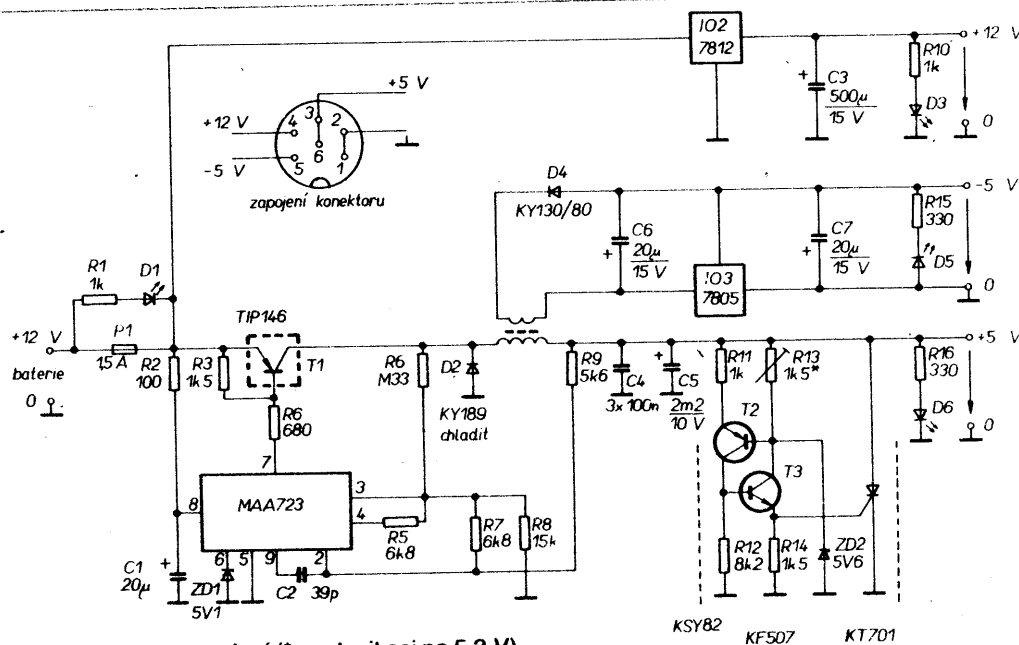 IO2
7812
+12 V
R10
1k
C3
+
500µ
15 V
D3
0
+5 V
3
4
2
+12 V
6
-5 V
5
1
zapojení konektoru
D4
KY130/80
-5 V
C6
+
20µ
15 V
C7
+
20µ
15 V
R15
330
D5
IO3
7805
0
R1
1k
D1
+12 V
P1
1,5 A
baterie
0
R2
100
R3
1k5
TIP146
T1
R6
680
R6
M33
D2
KY189
chladit
R9
5k6
C4
3x100n
+
C5
2m2
10 V
R11
1k
R13
1k5*
+5 V
R16
330
D6
0
T2
T3
7
MAA723
8
3
4
6
5
9
2
R5
6k8
R7
6k8
R8
15k
C1
+
20µ
ZD1
5V1
C2
39p
R12
8k2
R14
1k5
ZD2
5V6
KSY82
KF507
KT701